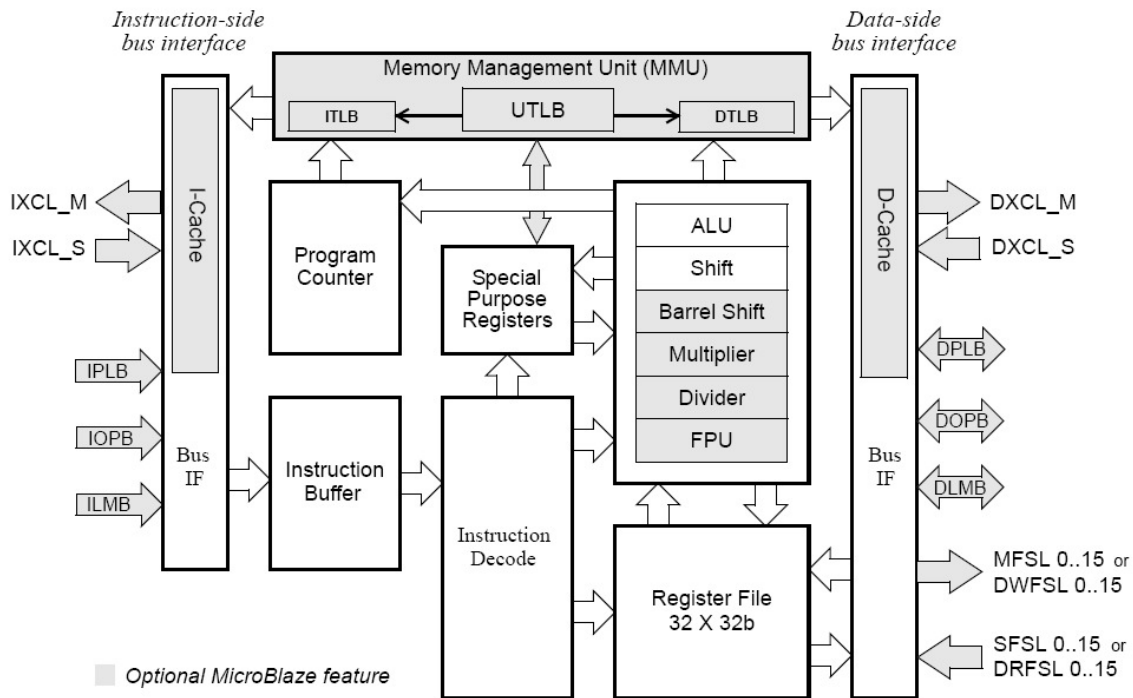 Instruction-side
bus interface
Data-side
bus interface
Memory Management Unit (MMU)
ITLB
UTLB
DTLB
IXCL_M
IXCL_S
I-Cache
Program
Counter
Special
Purpose
Registers
ALU
Shift
Barrel Shift
Multiplier
Divider
FPU
D-Cache
DXCL_M
DXCL_S
IPLB
IOPB
ILMB
Bus
IF
Instruction
Buffer
Instruction
Decode
Register File
32 X 32b
Bus
IF
DPLB
DOPB
DLMB
MFSL 0..15 or
DWFSL 0..15
SFSL 0..15 or
DRFSL 0..15
Optional MicroBlaze feature